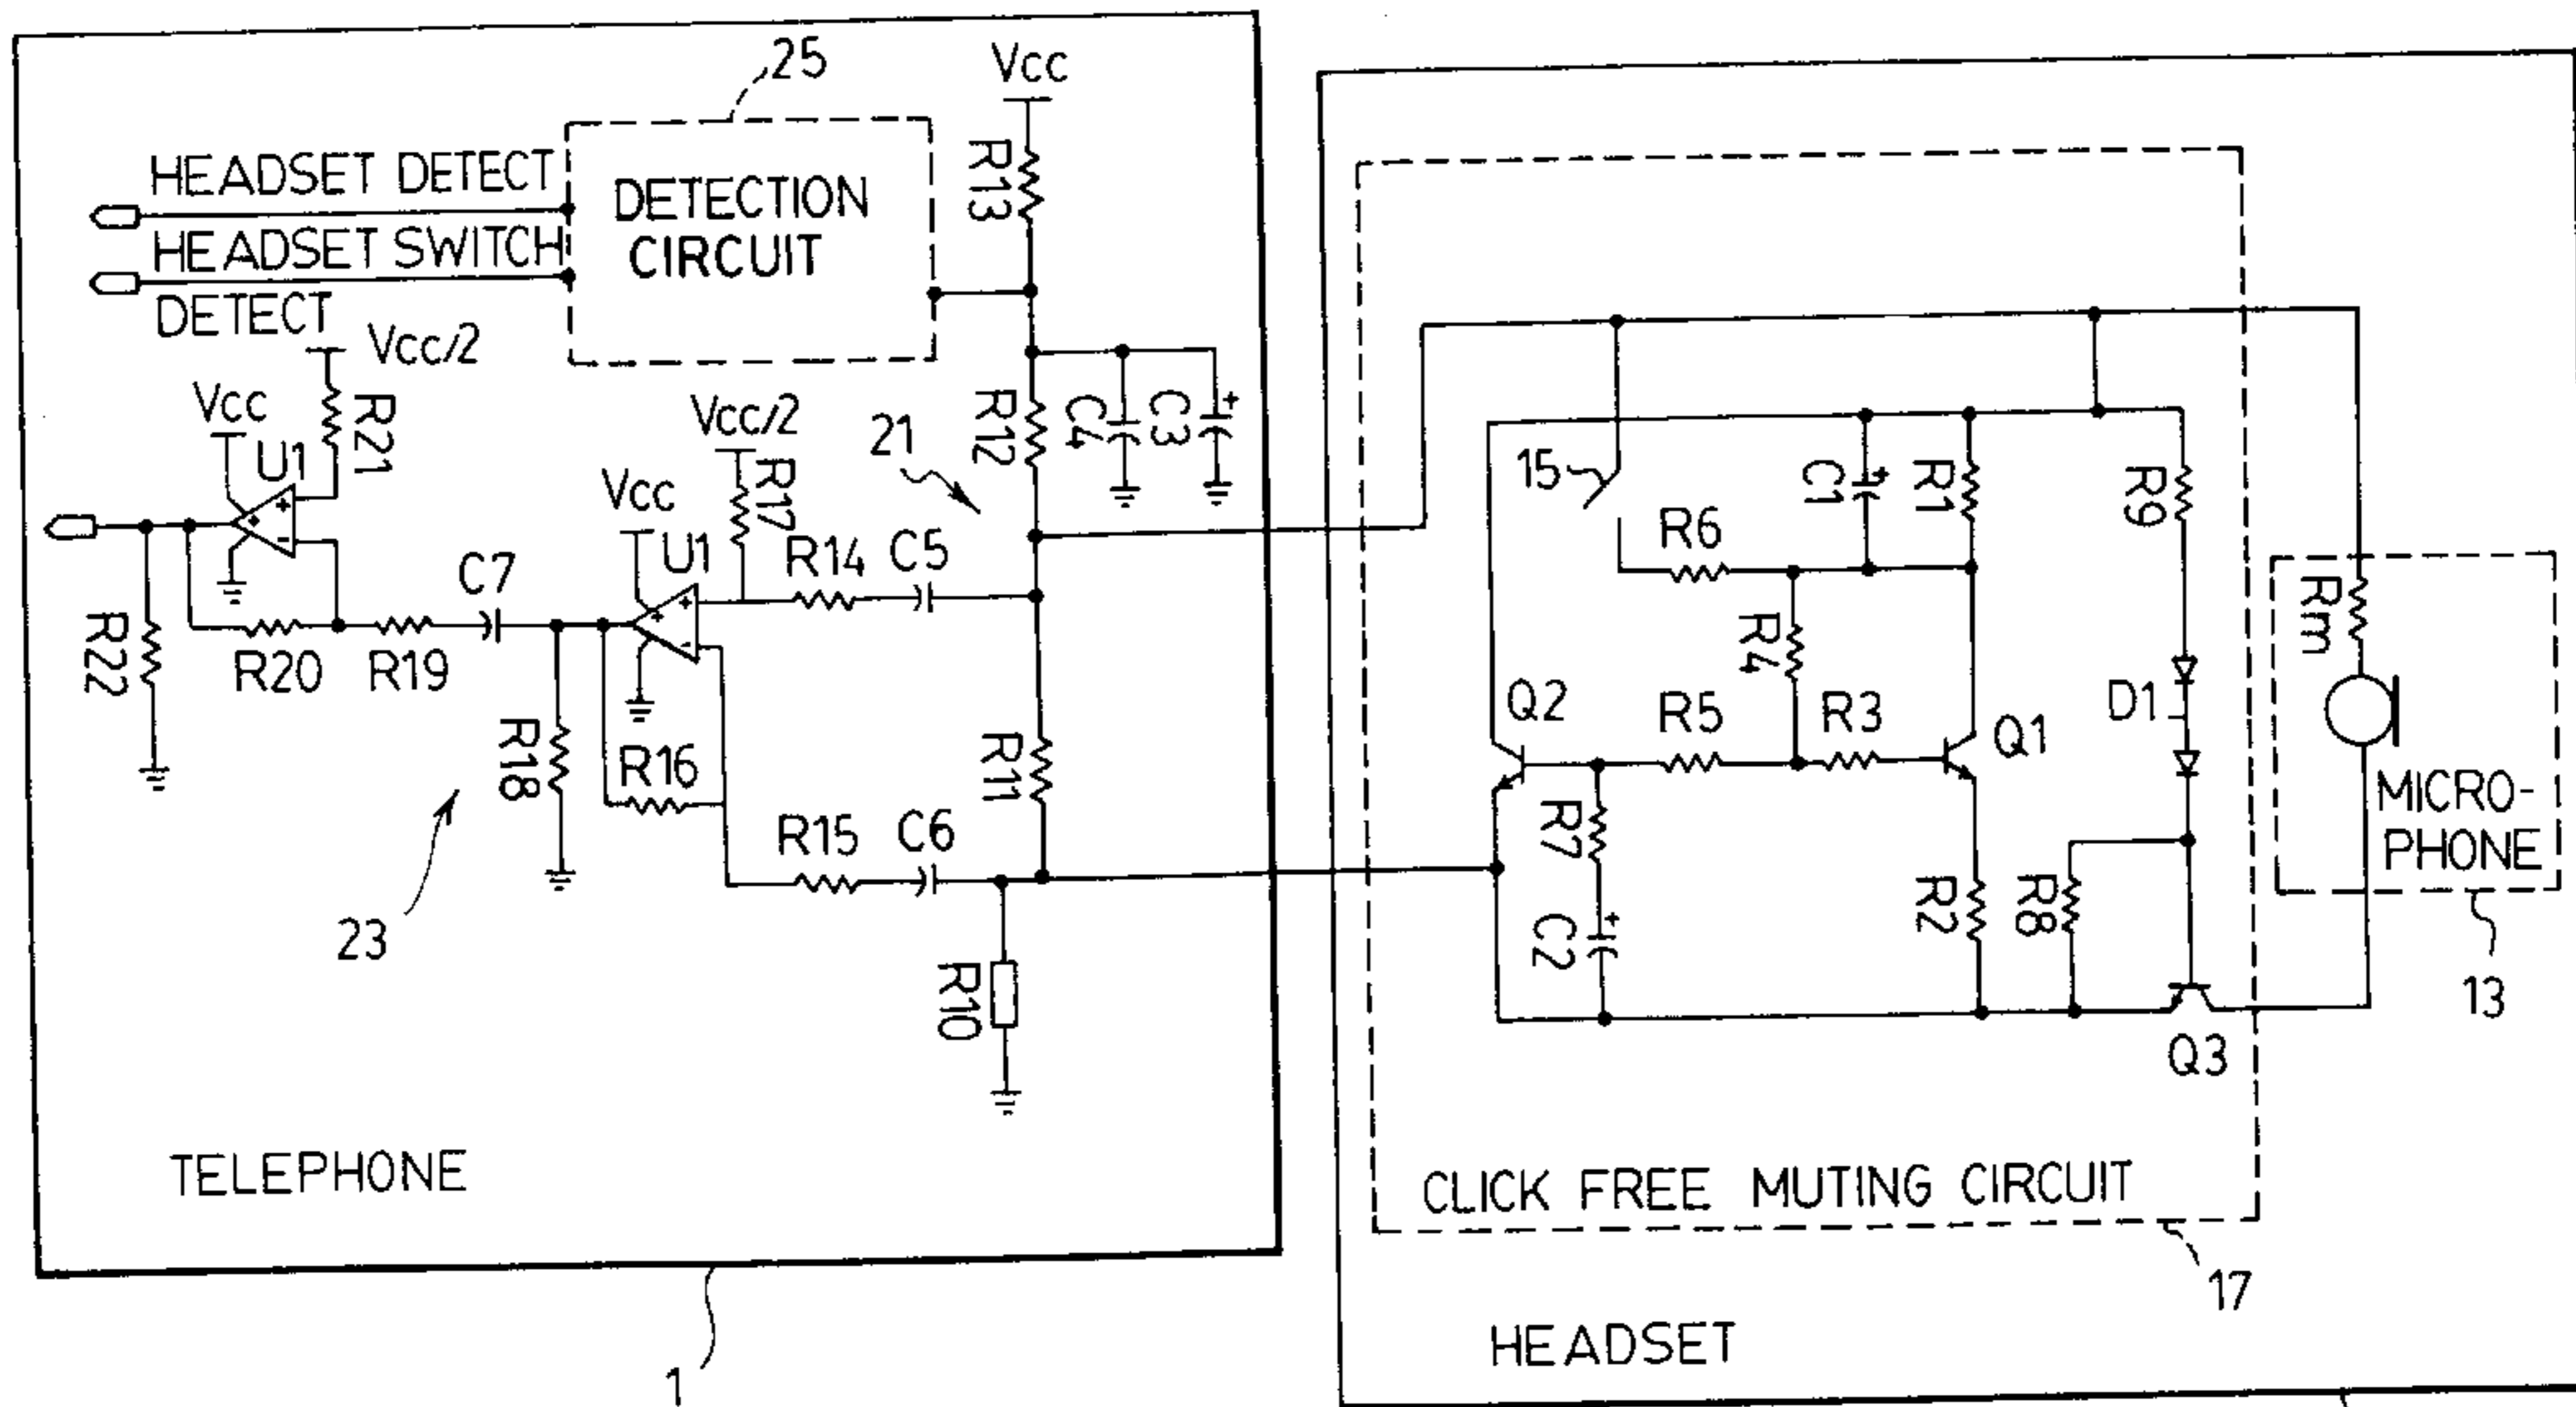 25
Vcc
HEADSET DETECT
HEADSET SWITCH
DETECT
DETECTION
CIRCUIT
R13
Vcc/2
Vcc
U1
R21
Vcc/2
21
R12
C4
C3
Vcc
U1
R17
R14
C5
C7
R22
R20
R19
R18
R16
R11
R15
C6
23
R10
TELEPHONE
1
15
C1
R1
R9
R6
R4
Rm
Q2
R5
R3
Q1
D1
MICRO-
PHONE
R7
C2
R2
R8
13
Q3
CLICK FREE MUTING CIRCUIT
17
HEADSET